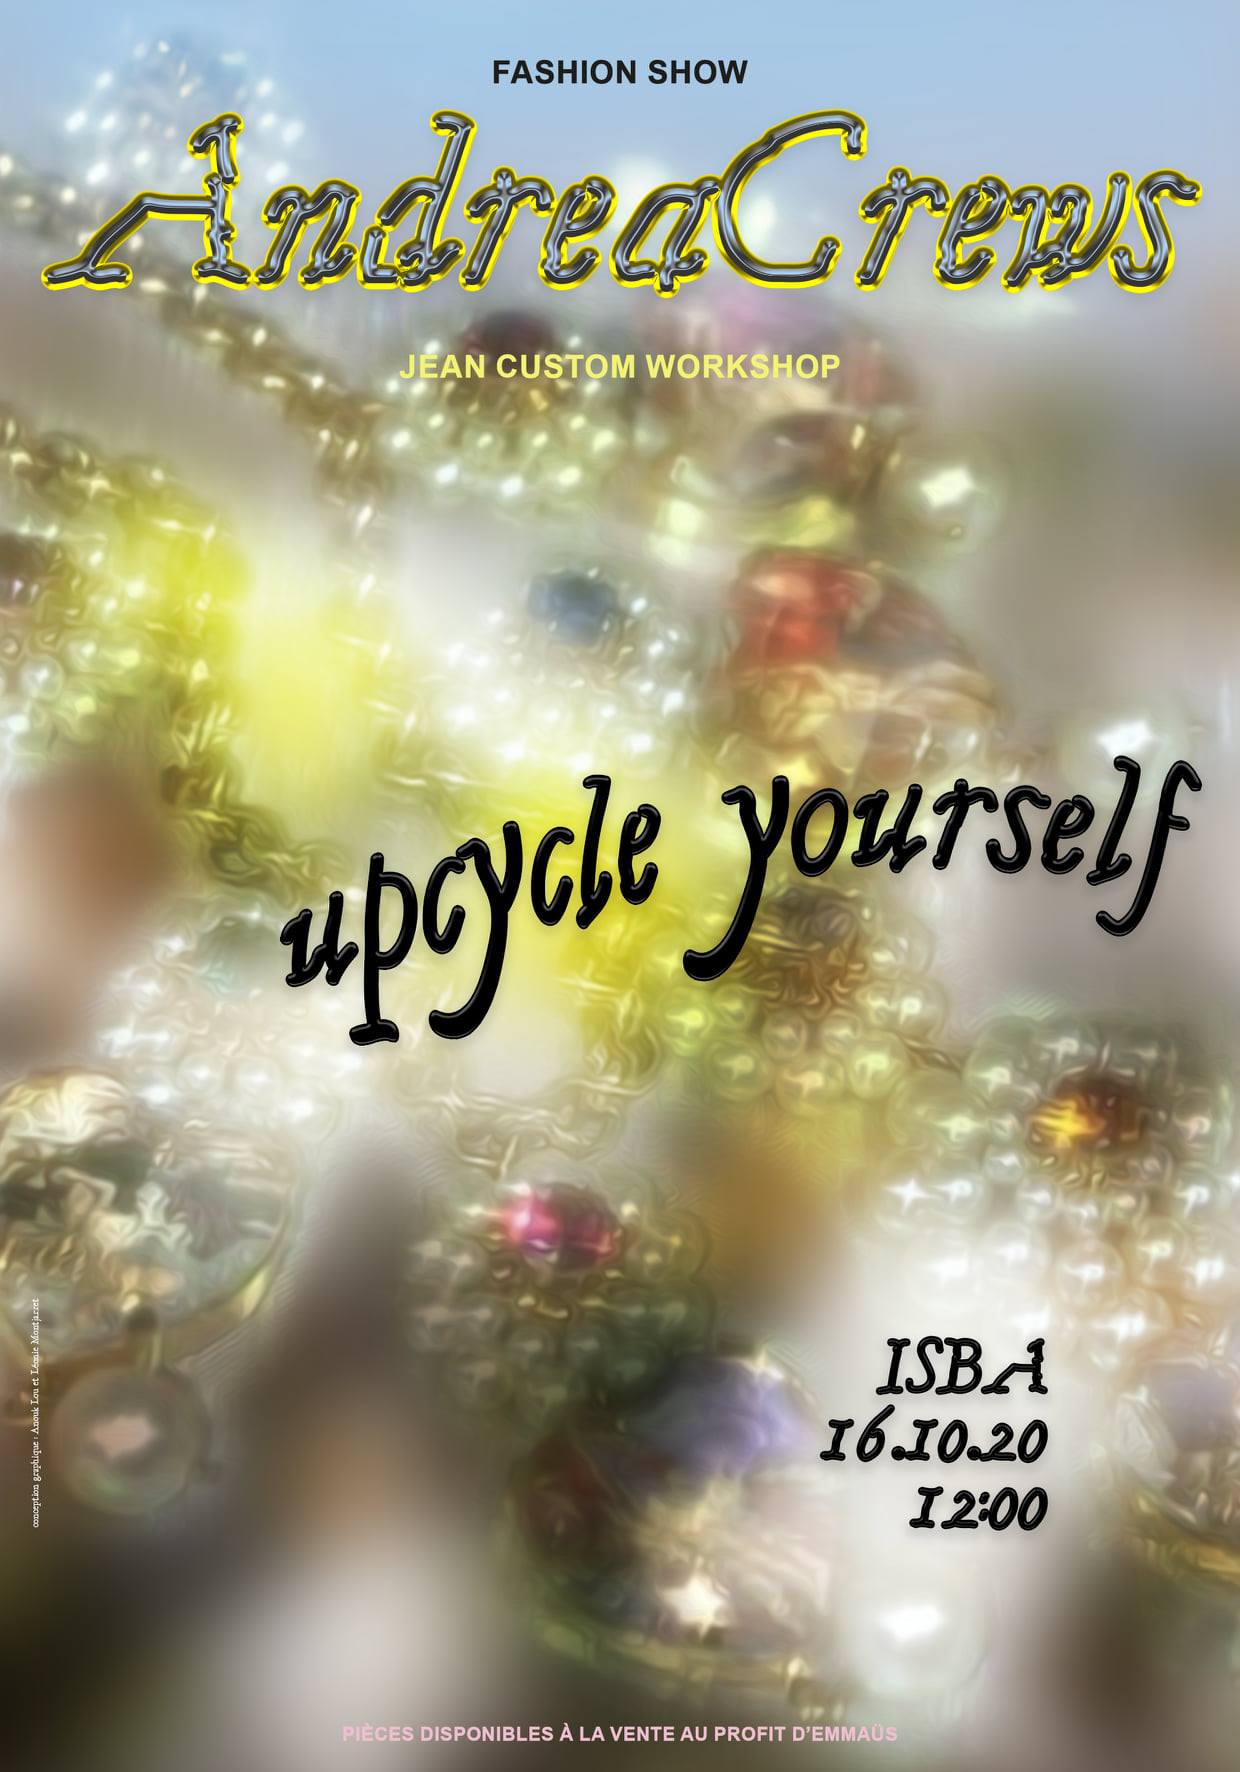 FASHION SHOW
AndreaCrews
JEAN CUSTOM WORKSHOP
upcycle yourself
ISBA
16.10.20
12:00
conception graphique : Anouk Lou et Léonie Montjarret
PIÈCES DISPONIBLES À LA VENTE AU PROFIT D'EMMAÜS